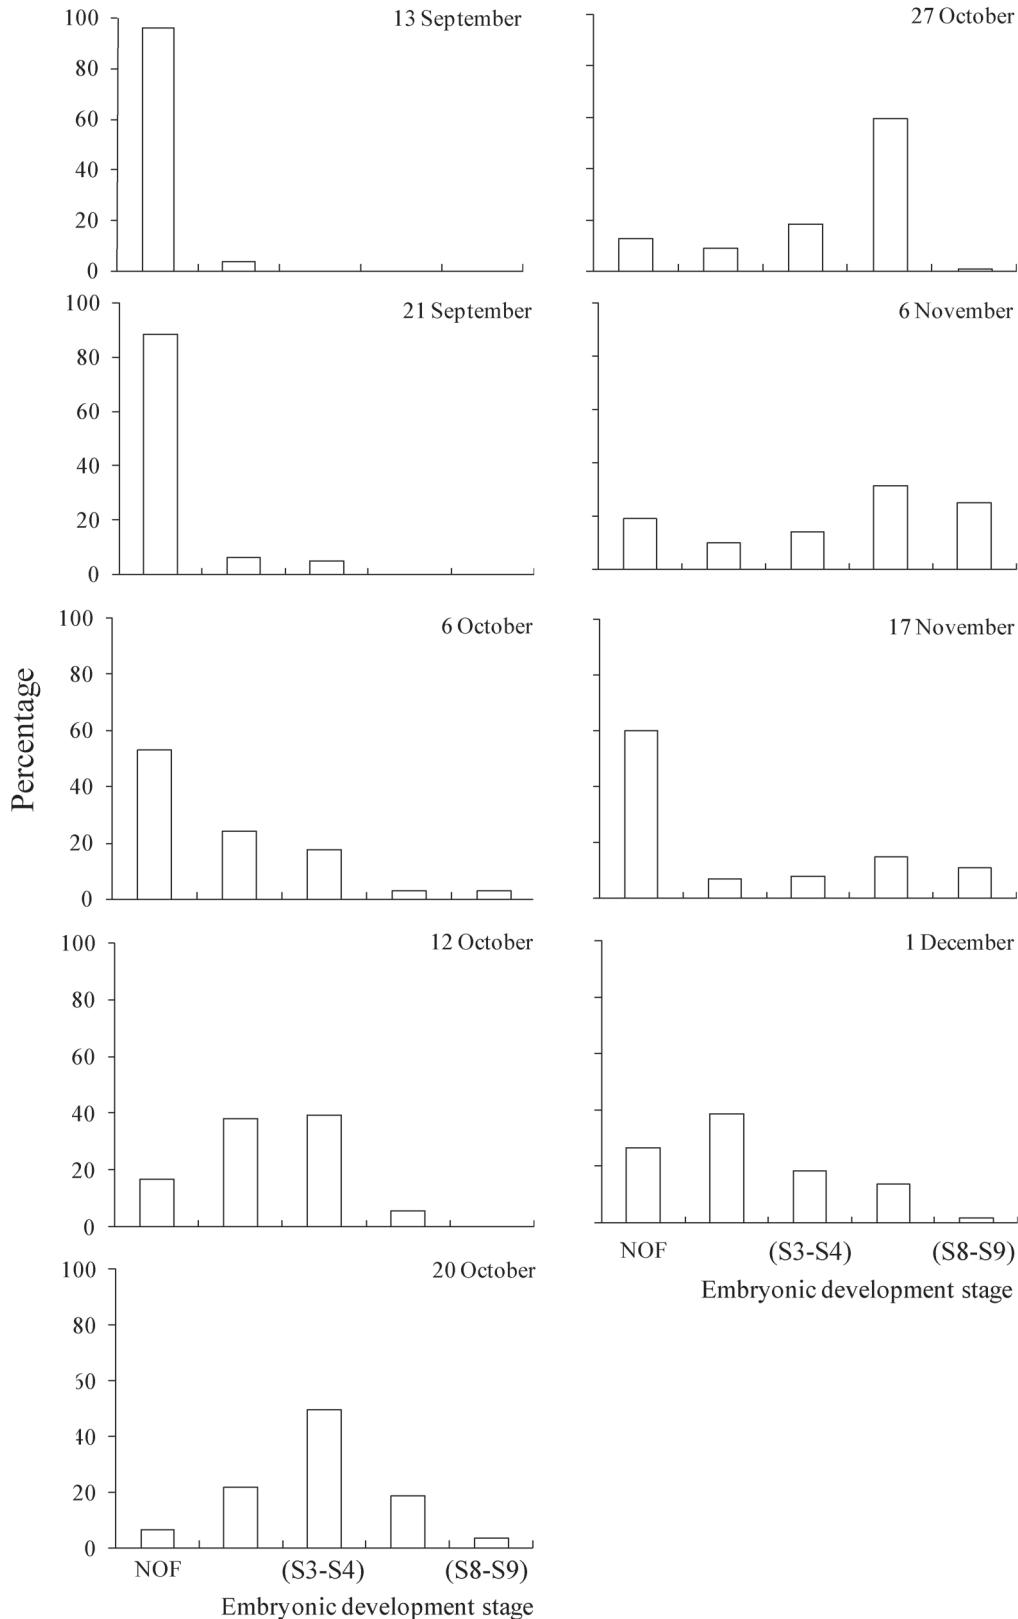 Percentage
13 September
100
80
60
40
20
0
21 September
100
80
60
40
20
0
6 October
100
80
60
40
20
0
12 October
100
80
60
40
20
0
20 October
100
80
60
40
20
0
NOF (S3-S4) (S8-S9)
Embryonic development stage
27 October
6 November
17 November
1 December
NOF (S3-S4) (S8-S9)
Embryonic development stage